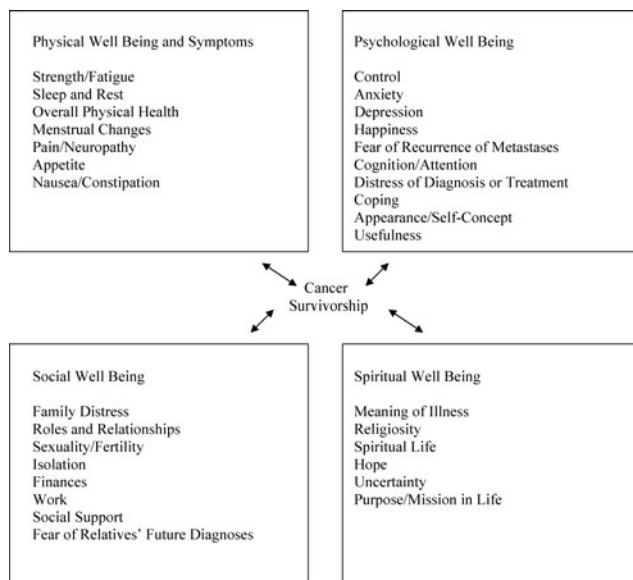 Physical Well Being and Symptoms
Strength/Fatigue
Sleep and Rest
Overall Physical Health
Menstrual Changes
Pain/Neuropathy
Appetite
Nausea/Constipation
Psychological Well Being
Control
Anxiety
Depression
Happiness
Fear of Recurrence of Metastases
Cognition/Attention
Distress of Diagnosis or Treatment
Coping
Appearance/Self-Concept
Usefulness
Cancer
Survivorship
Social Well Being
Family Distress
Roles and Relationships
Sexuality/Fertility
Isolation
Finances
Work
Social Support
Fear of Relatives’ Future Diagnoses
Spiritual Well Being
Meaning of Illness
Religiosity
Spiritual Life
Hope
Uncertainty
Purpose/Mission in Life